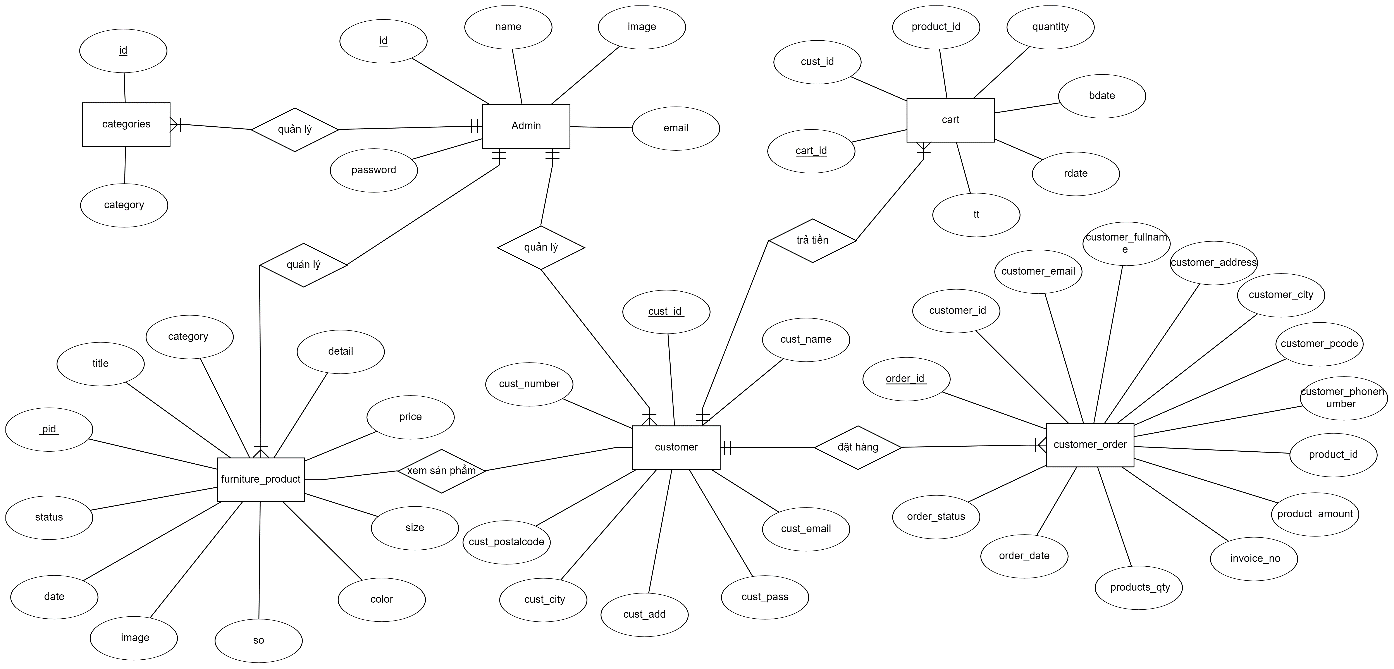 id
categories
category
quản lý
id
name
image
email
password
Admin
cust_id
product_id
quantity
bdate
rdate
tt
cart_id
cart
quản lý
quản lý
trả tiền
category
title
detail
price
pid
furniture_product
status
date
image
so
color
size
xem sản phẩm
cust_id
cust_name
cust_number
customer
cust_postalcode
cust_city
cust_add
cust_pass
cust_email
đặt hàng
customer_fullnam
e
customer_email
customer_address
customer_id
customer_city
customer_pcode
order_id
customer_phonen
umber
customer_order
product_id
order_status
product_amount
order_date
invoice_no
products_qty